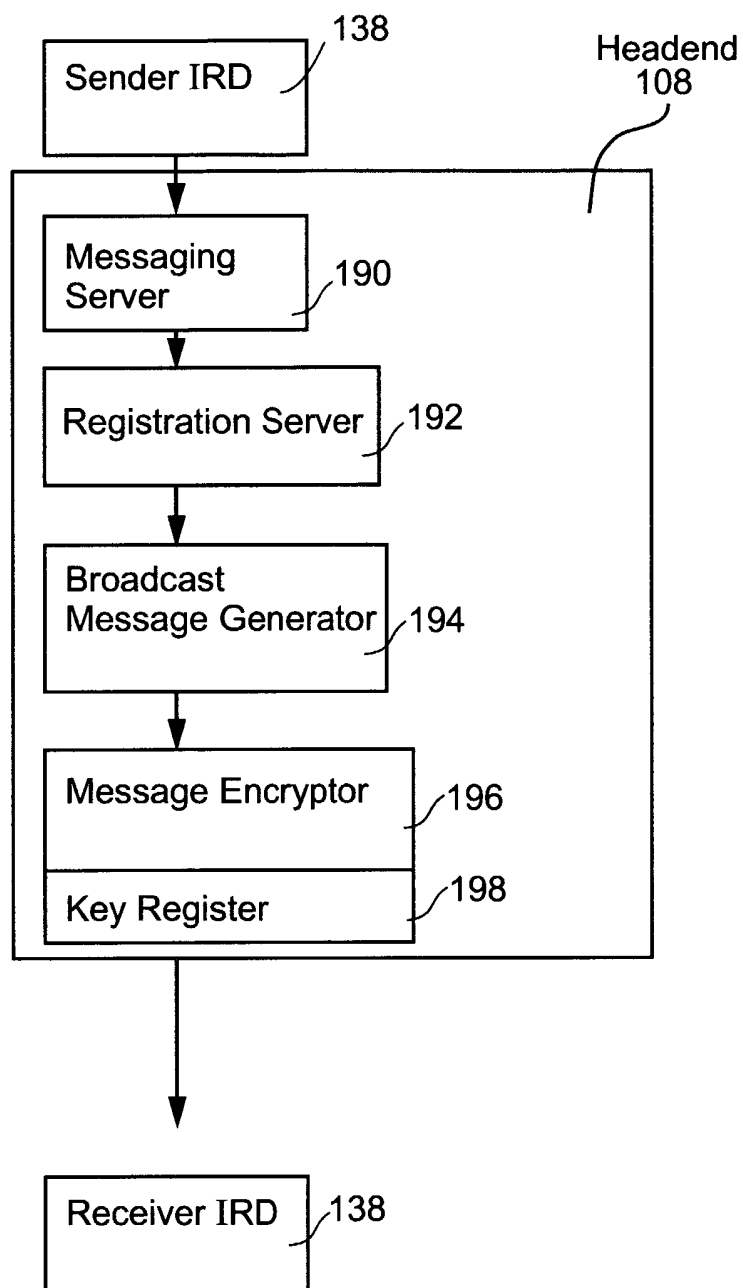 138
Sender IRD
Headend
108
Messaging
Server
190
Registration Server
192
Broadcast
Message Generator
194
Message Encryptor
196
Key Register
198
Receiver IRD
138